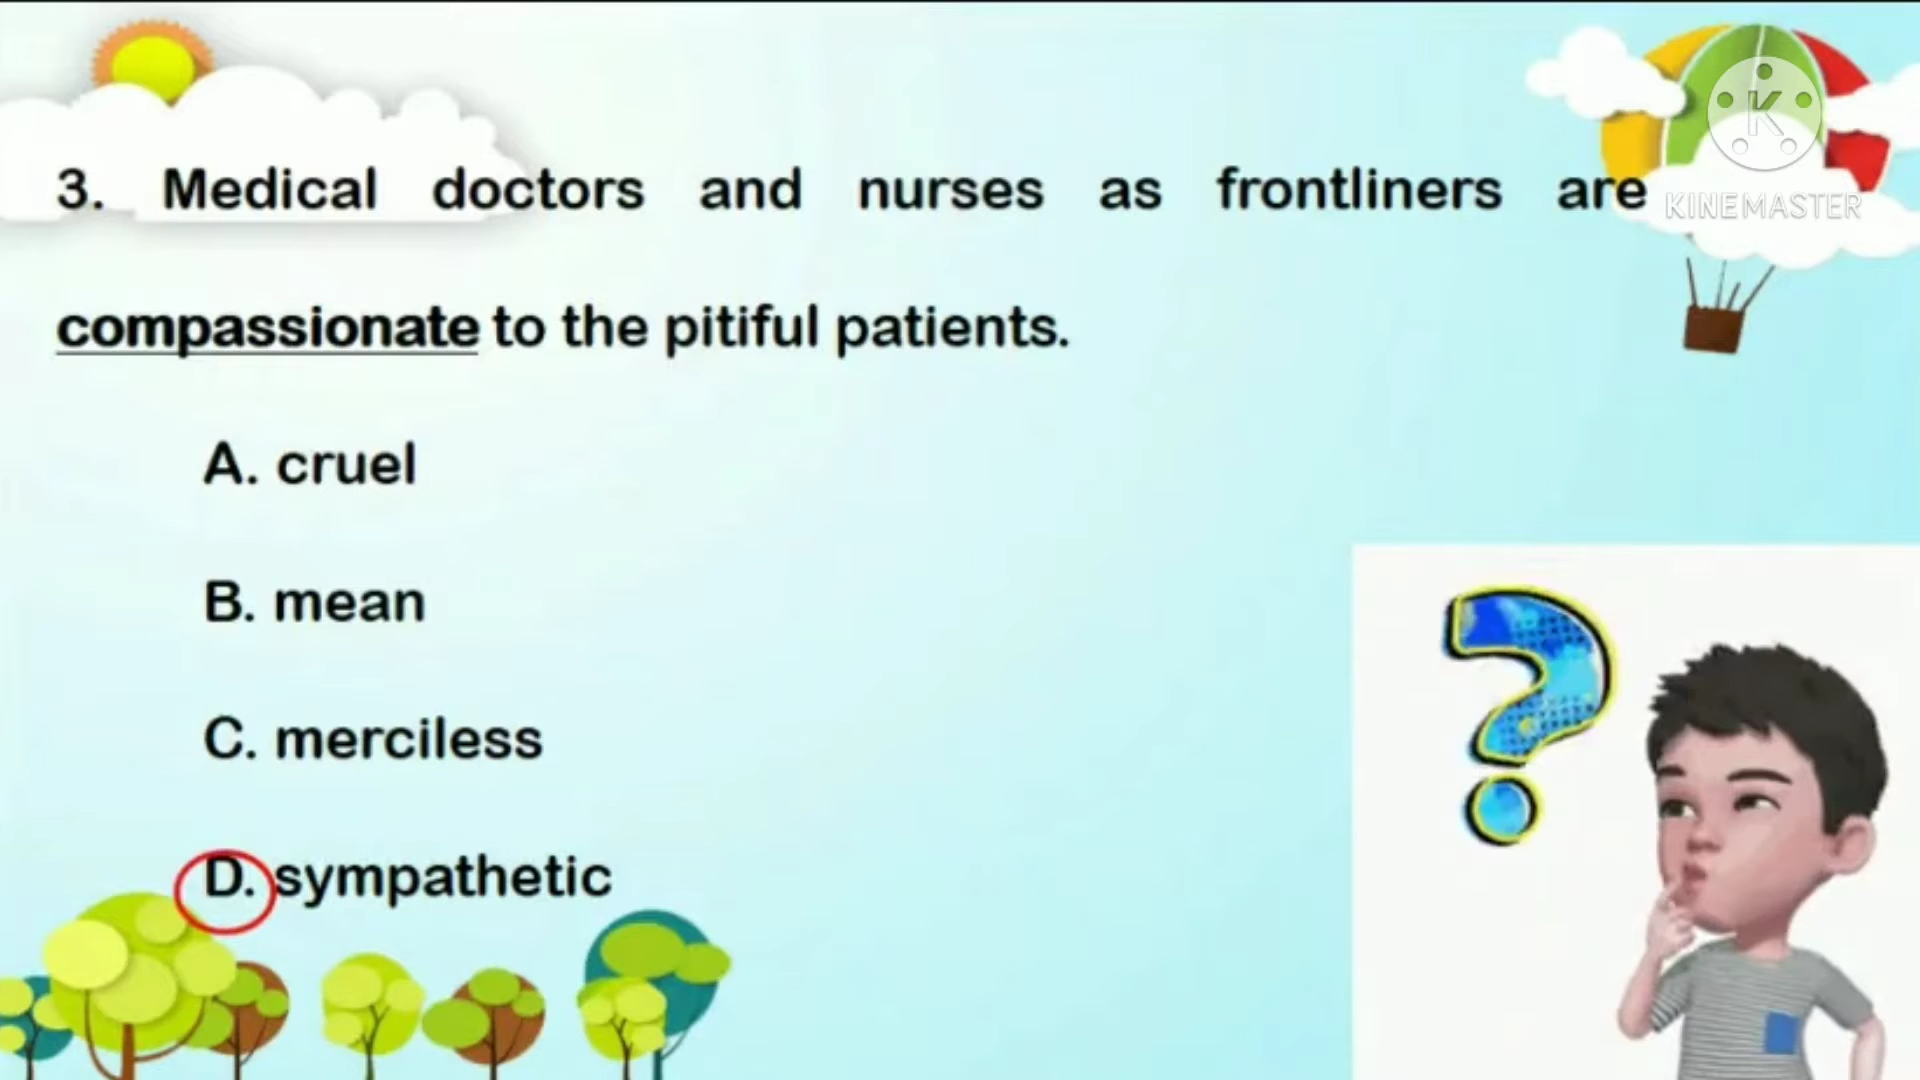 3. Medical doctors and nurses as frontliners are
compassionate to the pitiful patients.
A. cruel
B. mean
C. merciless
D. sympathetic
K
KINEMASTER